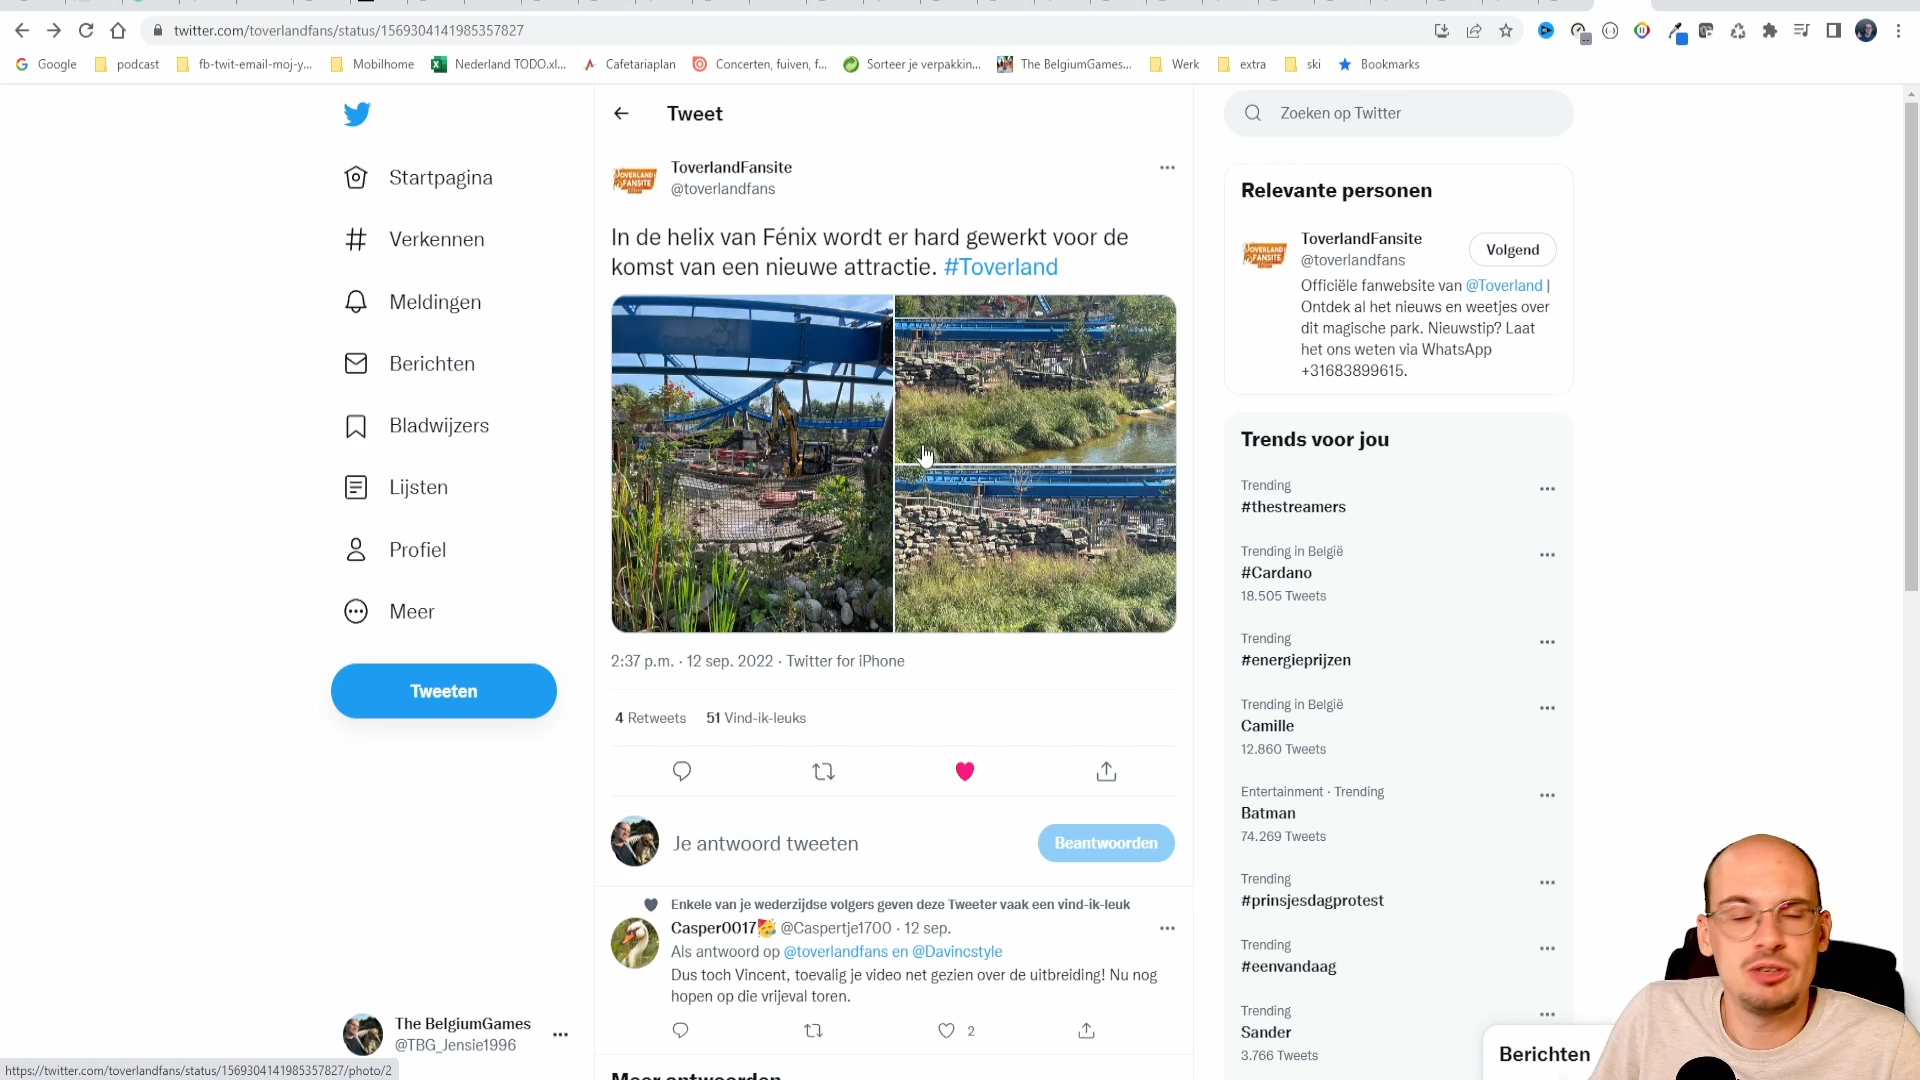 twitter.com/toverlandfans/status/1569304141985357827
Google
podcast
fb-twit-email-moj-y...
Mobilhome
Nederland TODO.xl...
Cafetariaplan
Concerten, fuiven, f...
Sorteer je verpakkin...
The BelgiumGames...
Werk
extra
ski
Bookmarks
Startpagina
Verkennen
Meldingen
Berichten
Bladwijzers
Lijsten
Profiel
Meer
Tweeten
The BelgiumGames
@TBG_Jensie1996
https://twitter.com/toverlandfans/status/1569304141985357827/photo/2
Tweet
ToverlandFansite
@toverlandfans
In de helix van Fénix wordt er hard gewerkt voor de
komst van een nieuwe attractie. #Toverland
2:37 p.m. · 12 sep. 2022 · Twitter for iPhone
4 Retweets 51 Vind-ik-leuks
Je antwoord tweeten
Beantwoorden
Enkele van je wederzijdse volgers geven deze Tweeter vaak een vind-ik-leuk
Casper0017 @Caspertje1700 · 12 sep.
Als antwoord op @toverlandfans en @Davincstyle
Dus toch Vincent, toevalig je video net gezien over de uitbreiding! Nu nog
hopen op die vrijeval toren.
2
Meer antwoorden
Zoeken op Twitter
Relevante personen
ToverlandFansite
@toverlandfans
Volgend
Officiële fanwebsite van @Toverland |
Ontdek al het nieuws en weetjes over
dit magische park. Nieuwstip? Laat
het ons weten via WhatsApp
+31683899615.
Trends voor jou
Trending
#thestreamers
Trending in België
#Cardano
18.505 Tweets
Trending
#energieprijzen
Trending in België
Camille
12.860 Tweets
Entertainment · Trending
Batman
74.269 Tweets
Trending
#prinsjesdagprotest
Trending
#eenvandaag
Trending
Sander
3.766 Tweets
Berichten